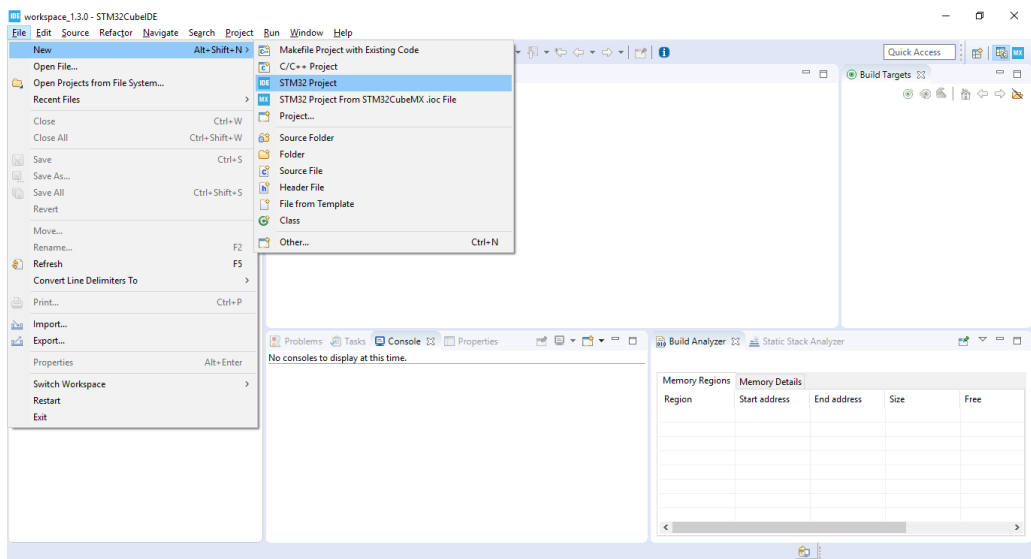 IDE workspace_1.3.0 - STM32CubeIDE
File Edit Source Refactor Navigate Search Project Run Window Help
New Alt+Shift+N >
Open File...
Open Projects from File System...
Recent Files >
Close Ctrl+W
Close All Ctrl+Shift+W
Save Ctrl+S
Save As...
Save All Ctrl+Shift+S
Revert
Move...
Rename... F2
Refresh F5
Convert Line Delimiters To >
Print... Ctrl+P
Import...
Export...
Properties Alt+Enter
Switch Workspace >
Restart
Exit
Makefile Project with Existing Code
C/C++ Project
IDE STM32 Project
MX STM32 Project From STM32CubeMX .ioc File
Project...
Source Folder
Folder
Source File
Header File
File from Template
Class
Other... Ctrl+N
Quick Access
MX
Build Targets
Problems Tasks Console Properties
No consoles to display at this time.
Build Analyzer Static Stack Analyzer
Memory Regions Memory Details
Region Start address End address Size Free